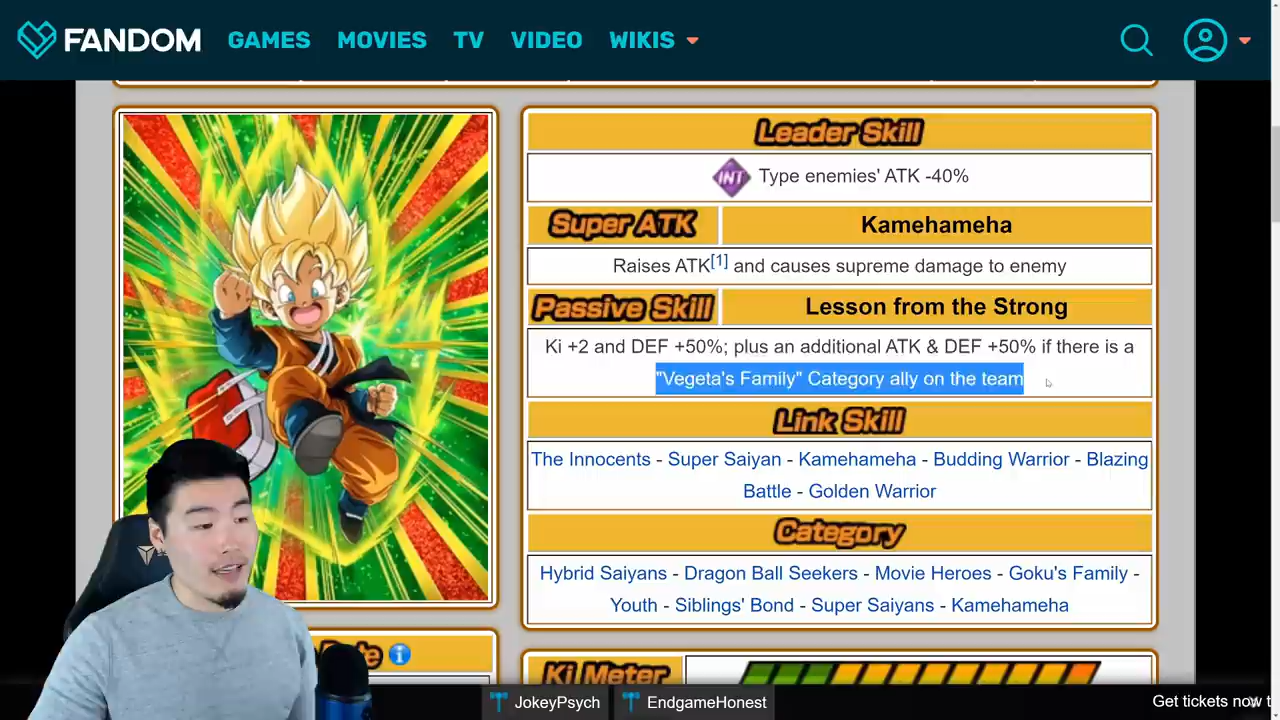 FANDOM GAMES MOVIES TV VIDEO WIKIS
Leader Skill
INT Type enemies' ATK -40%
Super ATK Kamehameha
Raises ATK[1] and causes supreme damage to enemy
Passive Skill Lesson from the Strong
Ki +2 and DEF +50%; plus an additional ATK & DEF +50% if there is a
"Vegeta's Family" Category ally on the team
Link Skill
The Innocents - Super Saiyan - Kamehameha - Budding Warrior - Blazing
Battle - Golden Warrior
Category
Hybrid Saiyans - Dragon Ball Seekers - Movie Heroes - Goku's Family -
Youth - Siblings' Bond - Super Saiyans - Kamehameha
Ki Meter
JokeyPsych EndgameHonest Get tickets now t